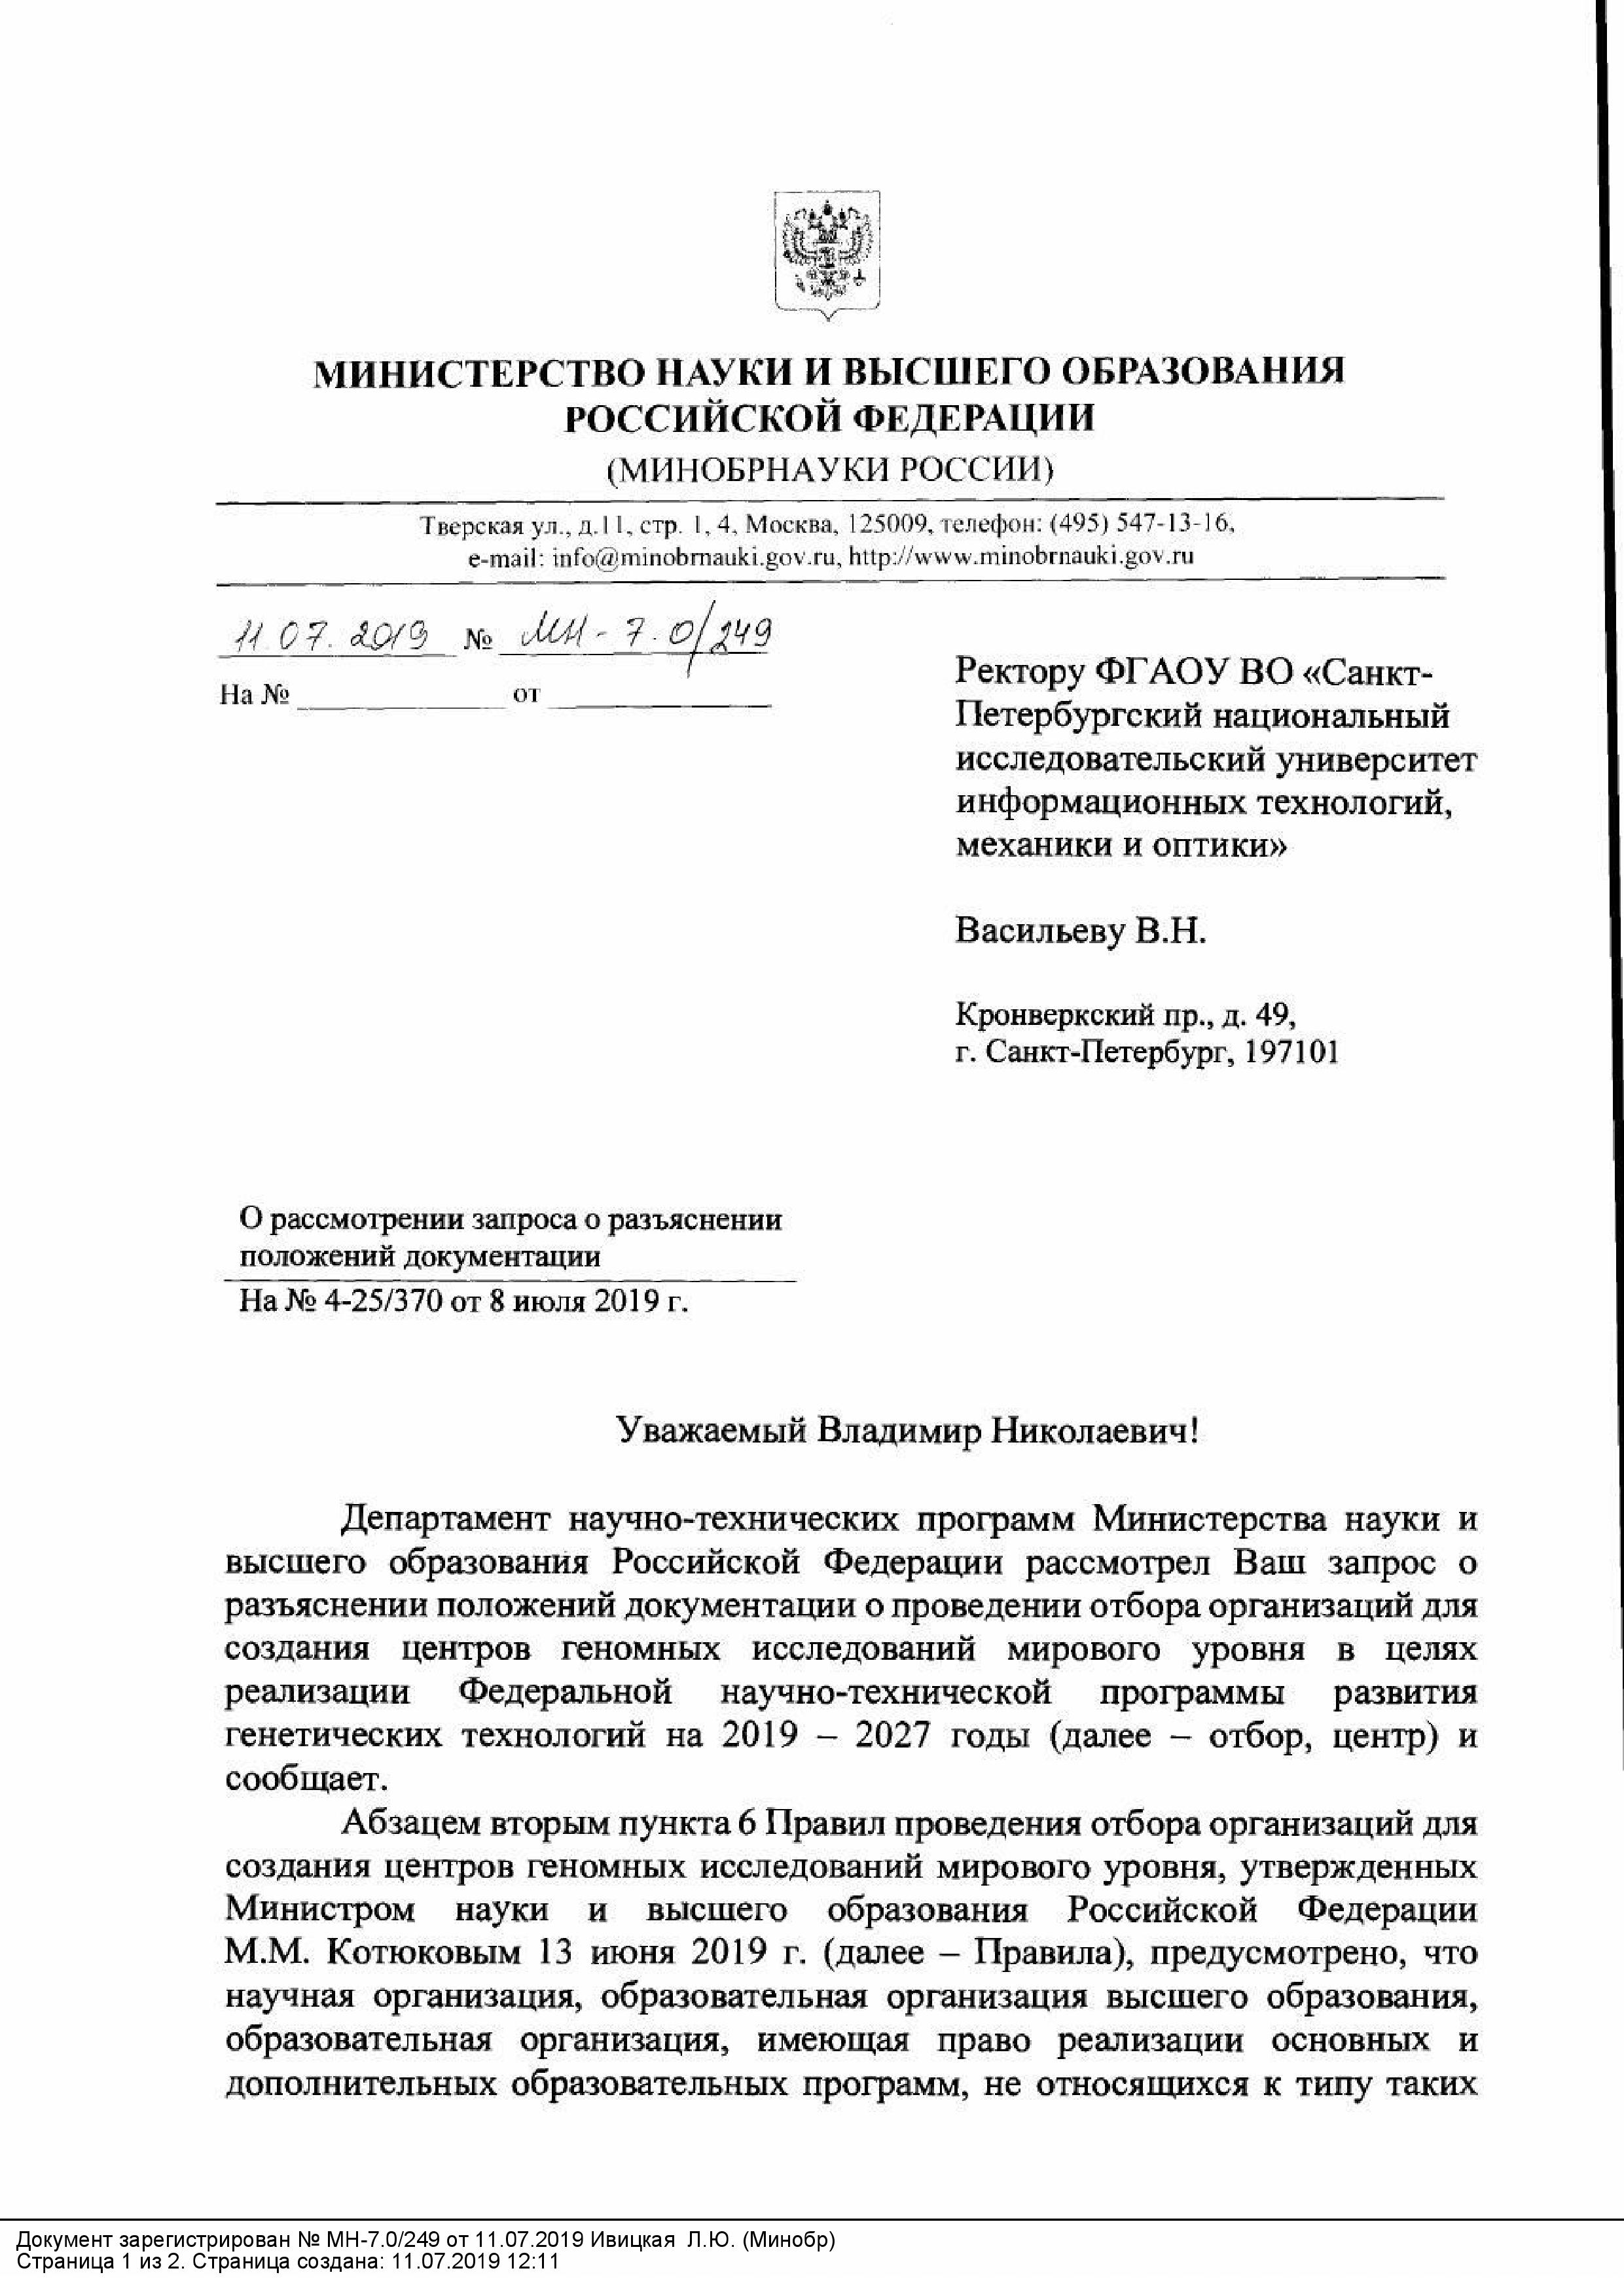 МИНИСТЕРСТВО НАУКИ И ВЫСШЕГО ОБРАЗОВАНИЯ
РОССИЙСКОЙ ФЕДЕРАЦИИ
(МИНОБРНАУКИ РОССИИ)
Тверская ул., д.11, стр. 1, 4, Москва, 125009, телефон: (495) 547-13-16,
e-mail: info@minobrnauki.gov.ru, http://www.minobrnauki.gov.ru
11.07.2019 № МН-7.0/249
На № от
Ректору ФГАОУ ВО «Санкт-
Петербургский национальный
исследовательский университет
информационных технологий,
механики и оптики»
Васильеву В.Н.
Кронверкский пр., д. 49,
г. Санкт-Петербург, 197101
О рассмотрении запроса о разъяснении
положений документации
На № 4-25/370 от 8 июля 2019 г.
Уважаемый Владимир Николаевич!
Департамент научно-технических программ Министерства науки и
высшего образования Российской Федерации рассмотрел Ваш запрос о
разъяснении положений документации о проведении отбора организаций для
создания центров геномных исследований мирового уровня в целях
реализации Федеральной научно-технической программы развития
генетических технологий на 2019 – 2027 годы (далее – отбор, центр) и
сообщает.
Абзацем вторым пункта 6 Правил проведения отбора организаций для
создания центров геномных исследований мирового уровня, утвержденных
Министром науки и высшего образования Российской Федерации
М.М. Котюковым 13 июня 2019 г. (далее – Правила), предусмотрено, что
научная организация, образовательная организация высшего образования,
образовательная организация, имеющая право реализации основных и
дополнительных образовательных программ, не относящихся к типу таких
Документ зарегистрирован № МН-7.0/249 от 11.07.2019 Ивицкая Л.Ю. (Минобр)
Страница 1 из 2. Страница создана: 11.07.2019 12:11